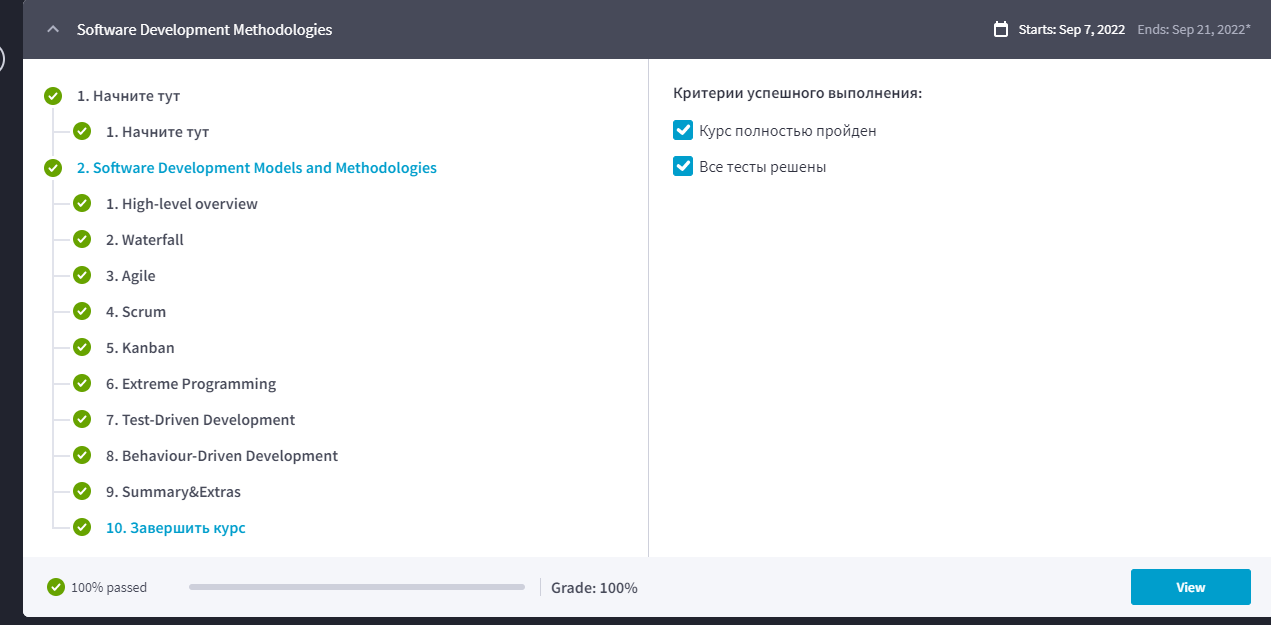 Software Development Methodologies
Starts: Sep 7, 2022 Ends: Sep 21, 2022*
1. Начните тут
1. Начните тут
2. Software Development Models and Methodologies
1. High-level overview
2. Waterfall
3. Agile
4. Scrum
5. Kanban
6. Extreme Programming
7. Test-Driven Development
8. Behaviour-Driven Development
9. Summary&Extras
10. Завершить курс
Критерии успешного выполнения:
Курс полностью пройден
Все тесты решены
100% passed
Grade: 100%
View